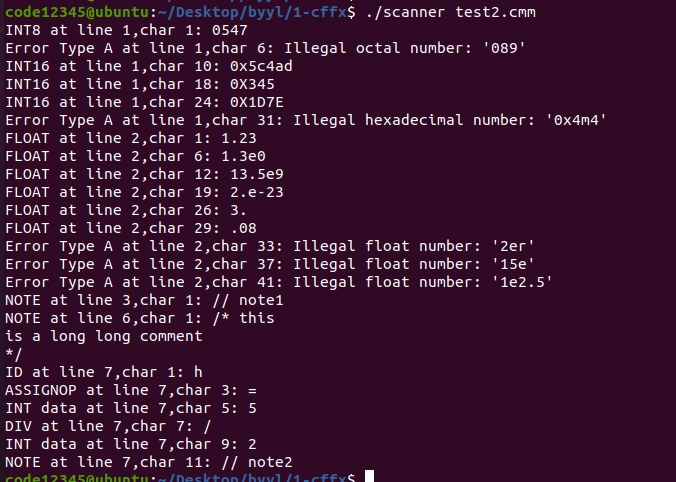 code12345@ubuntu:~/Desktop/byyl/1-cffx$ ./scanner test2.cmm
INT8 at line 1,char 1: 0547
Error Type A at line 1,char 6: Illegal octal number: '089'
INT16 at line 1,char 10: 0x5c4ad
INT16 at line 1,char 18: 0X345
INT16 at line 1,char 24: 0X1D7E
Error Type A at line 1,char 31: Illegal hexadecimal number: '0x4m4'
FLOAT at line 2,char 1: 1.23
FLOAT at line 2,char 6: 1.3e0
FLOAT at line 2,char 12: 13.5e9
FLOAT at line 2,char 19: 2.e-23
FLOAT at line 2,char 26: 3.
FLOAT at line 2,char 29: .08
Error Type A at line 2,char 33: Illegal float number: '2er'
Error Type A at line 2,char 37: Illegal float number: '15e'
Error Type A at line 2,char 41: Illegal float number: '1e2.5'
NOTE at line 3,char 1: // note1
NOTE at line 6,char 1: /* this
is a long long comment
*/
ID at line 7,char 1: h
ASSIGNOP at line 7,char 3: =
INT data at line 7,char 5: 5
DIV at line 7,char 7: /
INT data at line 7,char 9: 2
NOTE at line 7,char 11: // note2
code12345@ubuntu:~/Desktop/byyl/1-cffx$